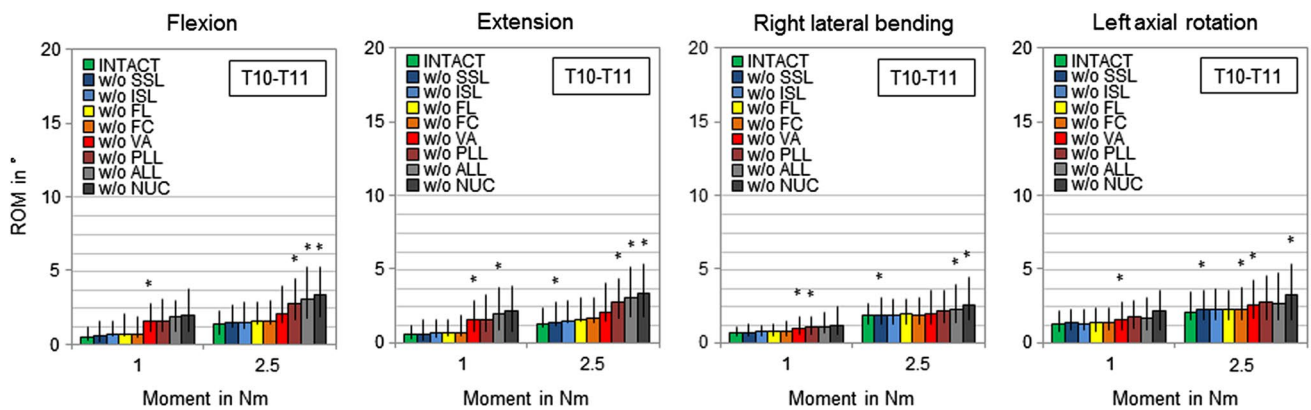 Flexion
ROM in °
20
15
10
5
0
INTACT
w/o SSL
w/o ISL
w/o FL
w/o FC
w/o VA
w/o PLL
w/o ALL
w/o NUC
T10-T11
*
* * *
1 2.5
Moment in Nm
Extension
20
15
10
5
0
INTACT
w/o SSL
w/o ISL
w/o FL
w/o FC
w/o VA
w/o PLL
w/o ALL
w/o NUC
T10-T11
* *
* * * *
1 2.5
Moment in Nm
Right lateral bending
20
15
10
5
0
INTACT
w/o SSL
w/o ISL
w/o FL
w/o FC
w/o VA
w/o PLL
w/o ALL
w/o NUC
T10-T11
* *
* * *
1 2.5
Moment in Nm
Left axial rotation
20
15
10
5
0
INTACT
w/o SSL
w/o ISL
w/o FL
w/o FC
w/o VA
w/o PLL
w/o ALL
w/o NUC
T10-T11
*
* * * *
1 2.5
Moment in Nm